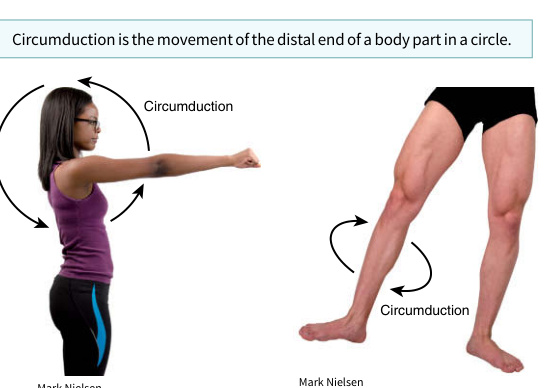 Circumduction is the movement of the distal end of a body part in a circle.
Circumduction
Circumduction
Mark Nielsen
Mark Nielsen